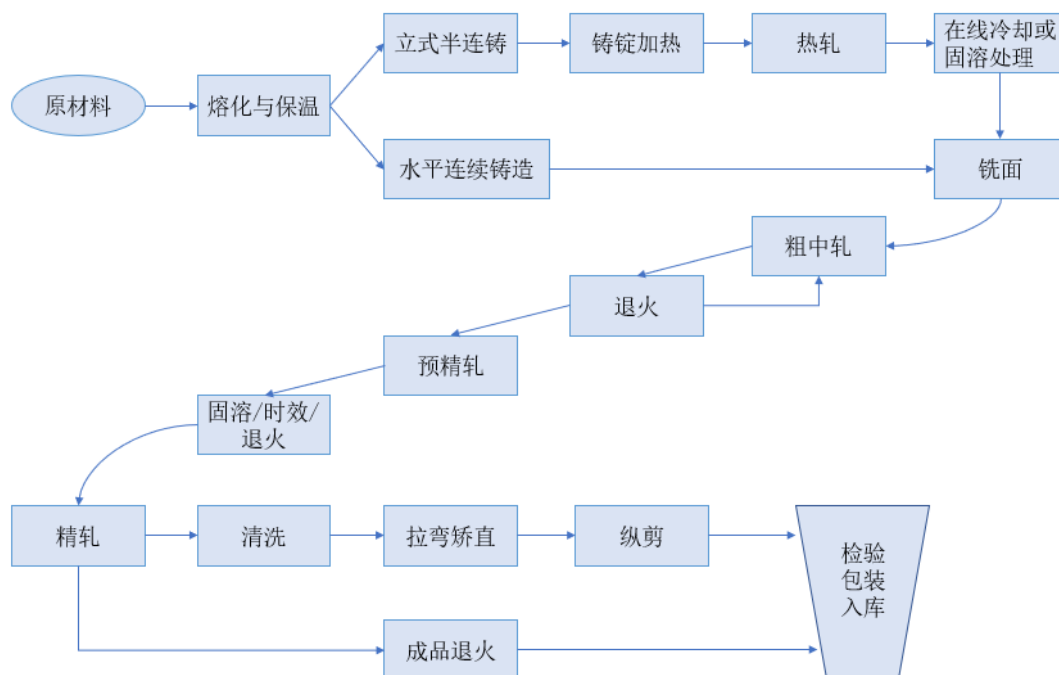 原材料
熔化与保温
立式半连铸
铸锭加热
热轧
在线冷却或
固溶处理
水平连续铸造
铣面
粗中轧
退火
预精轧
固溶/时效/
退火
精轧
清洗
拉弯矫直
纵剪
检验
包装
入库
成品退火